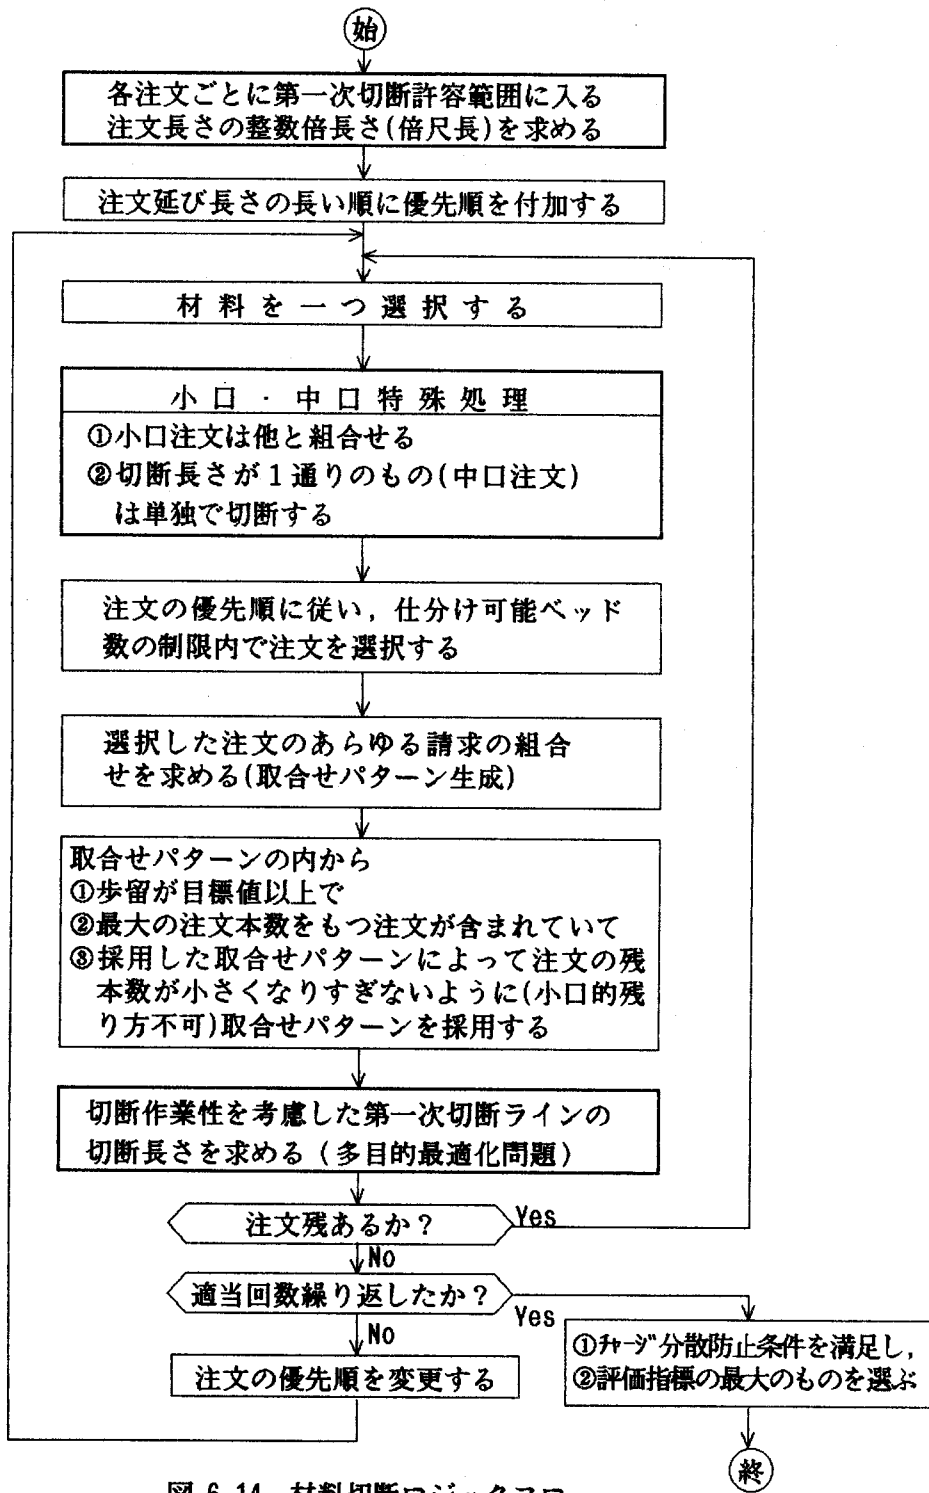 始
各注文ごとに第一次切断許容範囲に入る
注文長さの整数倍長さ(倍尺長)を求める
注文延び長さの長い順に優先順を付加する
材料を一つ選択する
小口・中口特殊処理
①小口注文は他と組合せる
②切断長さが1通りのもの(中口注文)
は単独で切断する
注文の優先順に従い,仕分け可能ベッド
数の制限内で注文を選択する
選択した注文のあらゆる請求の組合
せを求める(取合せパターン生成)
取合せパターンの内から
①歩留が目標値以上で
②最大の注文本数をもつ注文が含まれていて
③採用した取合せパターンによって注文の残
本数が小さくなりすぎないように(小口的残
り方不可)取合せパターンを採用する
切断作業性を考慮した第一次切断ラインの
切断長さを求める(多目的最適化問題)
注文残あるか?
Yes
No
適当回数繰り返したか?
Yes
No
注文の優先順を変更する
①チャージ分散防止条件を満足し,
②評価指標の最大のものを選ぶ
終
図 6.14 材料切断ロジックフロー